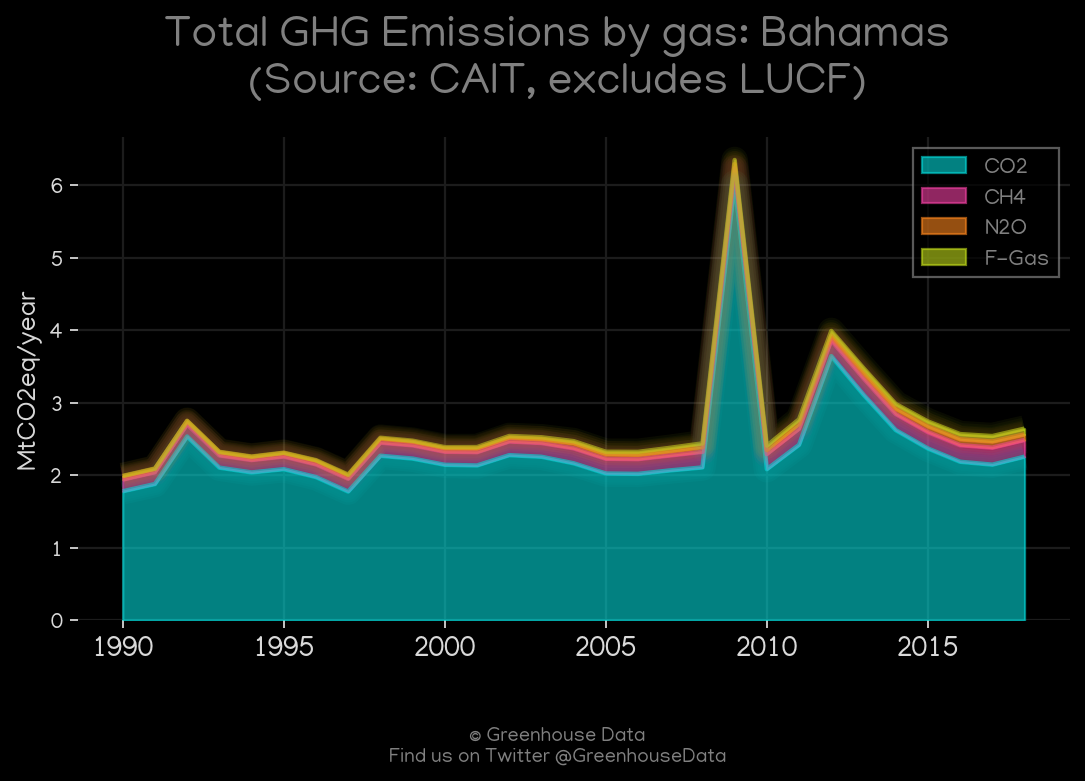 Total GHG Emissions by gas: Bahamas
(Source: CAIT, excludes LUCF)
CO2
CH4
N2O
F-Gas
MtCO2eq/year
6
5
4
3
2
1
0
1990 1995 2000 2005 2010 2015
© Greenhouse Data
Find us on Twitter @GreenhouseData